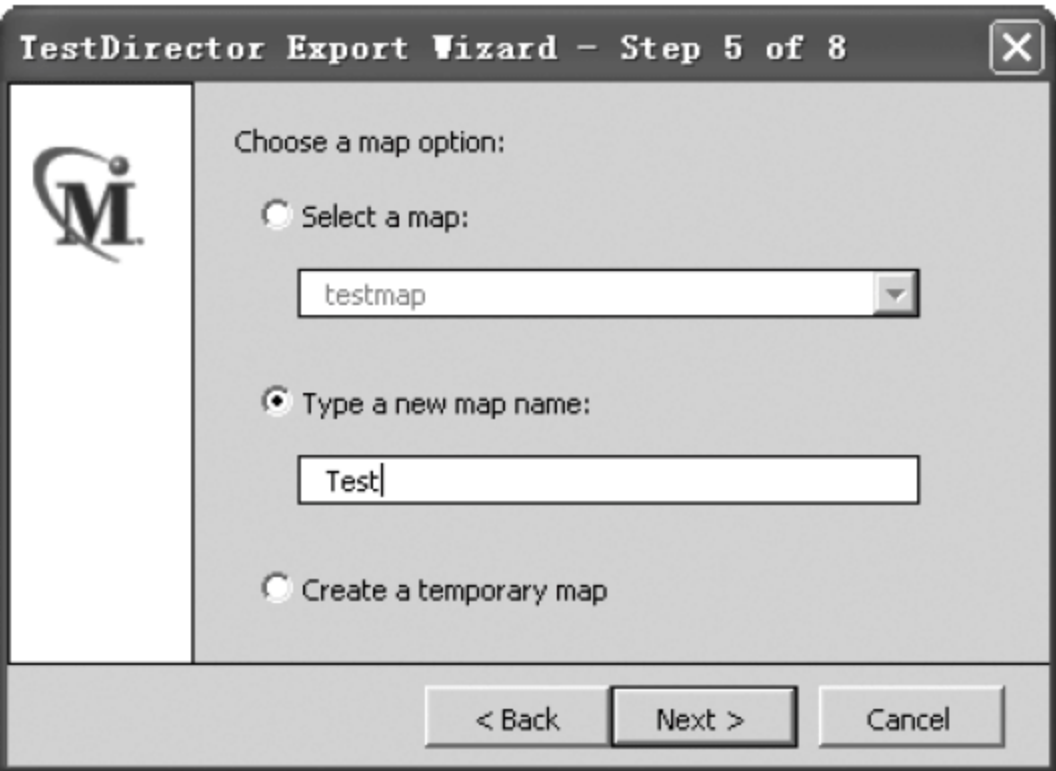 TestDirector Export Wizard - Step 5 of 8
M.
Choose a map option:
Select a map:
testmap
Type a new map name:
Test
Create a temporary map
< Back Next > Cancel